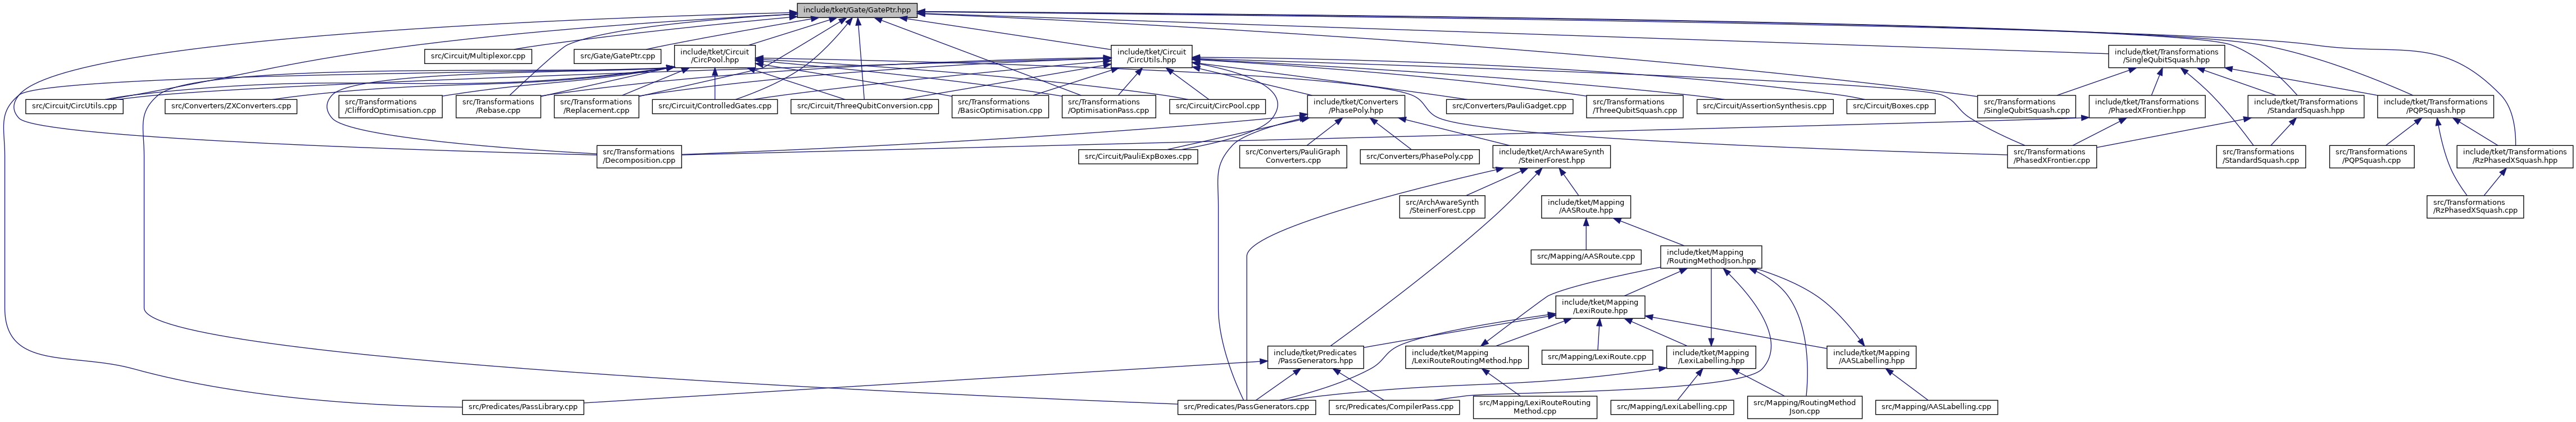 include/tket/Gate/GatePtr.hpp
src/Circuit/Multiplexor.cpp
src/Gate/GatePtr.cpp
include/tket/Circuit
/CircPool.hpp
include/tket/Circuit
/CircUtils.hpp
include/tket/Transformations
/SingleQubitSquash.hpp
src/Circuit/CircUtils.cpp
src/Converters/ZXConverters.cpp
src/Transformations
/CliffordOptimisation.cpp
src/Transformations
/Rebase.cpp
src/Transformations
/Replacement.cpp
src/Circuit/ControlledGates.cpp
src/Circuit/ThreeQubitConversion.cpp
src/Transformations
/BasicOptimisation.cpp
src/Transformations
/OptimisationPass.cpp
src/Circuit/CircPool.cpp
include/tket/Converters
/PhasePoly.hpp
src/Converters/PauliGadget.cpp
src/Transformations
/ThreeQubitSquash.cpp
src/Circuit/AssertionSynthesis.cpp
src/Circuit/Boxes.cpp
src/Transformations
/SingleQubitSquash.cpp
include/tket/Transformations
/PhasedXFrontier.hpp
include/tket/Transformations
/StandardSquash.hpp
include/tket/Transformations
/PQPSquash.hpp
src/Transformations
/Decomposition.cpp
src/Circuit/PauliExpBoxes.cpp
src/Converters/PauliGraph
Converters.cpp
src/Converters/PhasePoly.cpp
include/tket/ArchAwareSynth
/SteinerForest.hpp
src/Transformations
/PhasedXFrontier.cpp
src/Transformations
/StandardSquash.cpp
src/Transformations
/PQPSquash.cpp
include/tket/Transformations
/RzPhasedXSquash.hpp
src/ArchAwareSynth
/SteinerForest.cpp
include/tket/Mapping
/AASRoute.hpp
src/Transformations
/RzPhasedXSquash.cpp
src/Mapping/AASRoute.cpp
include/tket/Mapping
/RoutingMethodJson.hpp
include/tket/Mapping
/LexiRoute.hpp
include/tket/Predicates
/PassGenerators.hpp
include/tket/Mapping
/LexiRouteRoutingMethod.hpp
src/Mapping/LexiRoute.cpp
include/tket/Mapping
/LexiLabelling.hpp
include/tket/Mapping
/AASLabelling.hpp
src/Predicates/PassLibrary.cpp
src/Predicates/PassGenerators.cpp
src/Predicates/CompilerPass.cpp
src/Mapping/LexiRouteRouting
Method.cpp
src/Mapping/LexiLabelling.cpp
src/Mapping/RoutingMethod
Json.cpp
src/Mapping/AASLabelling.cpp